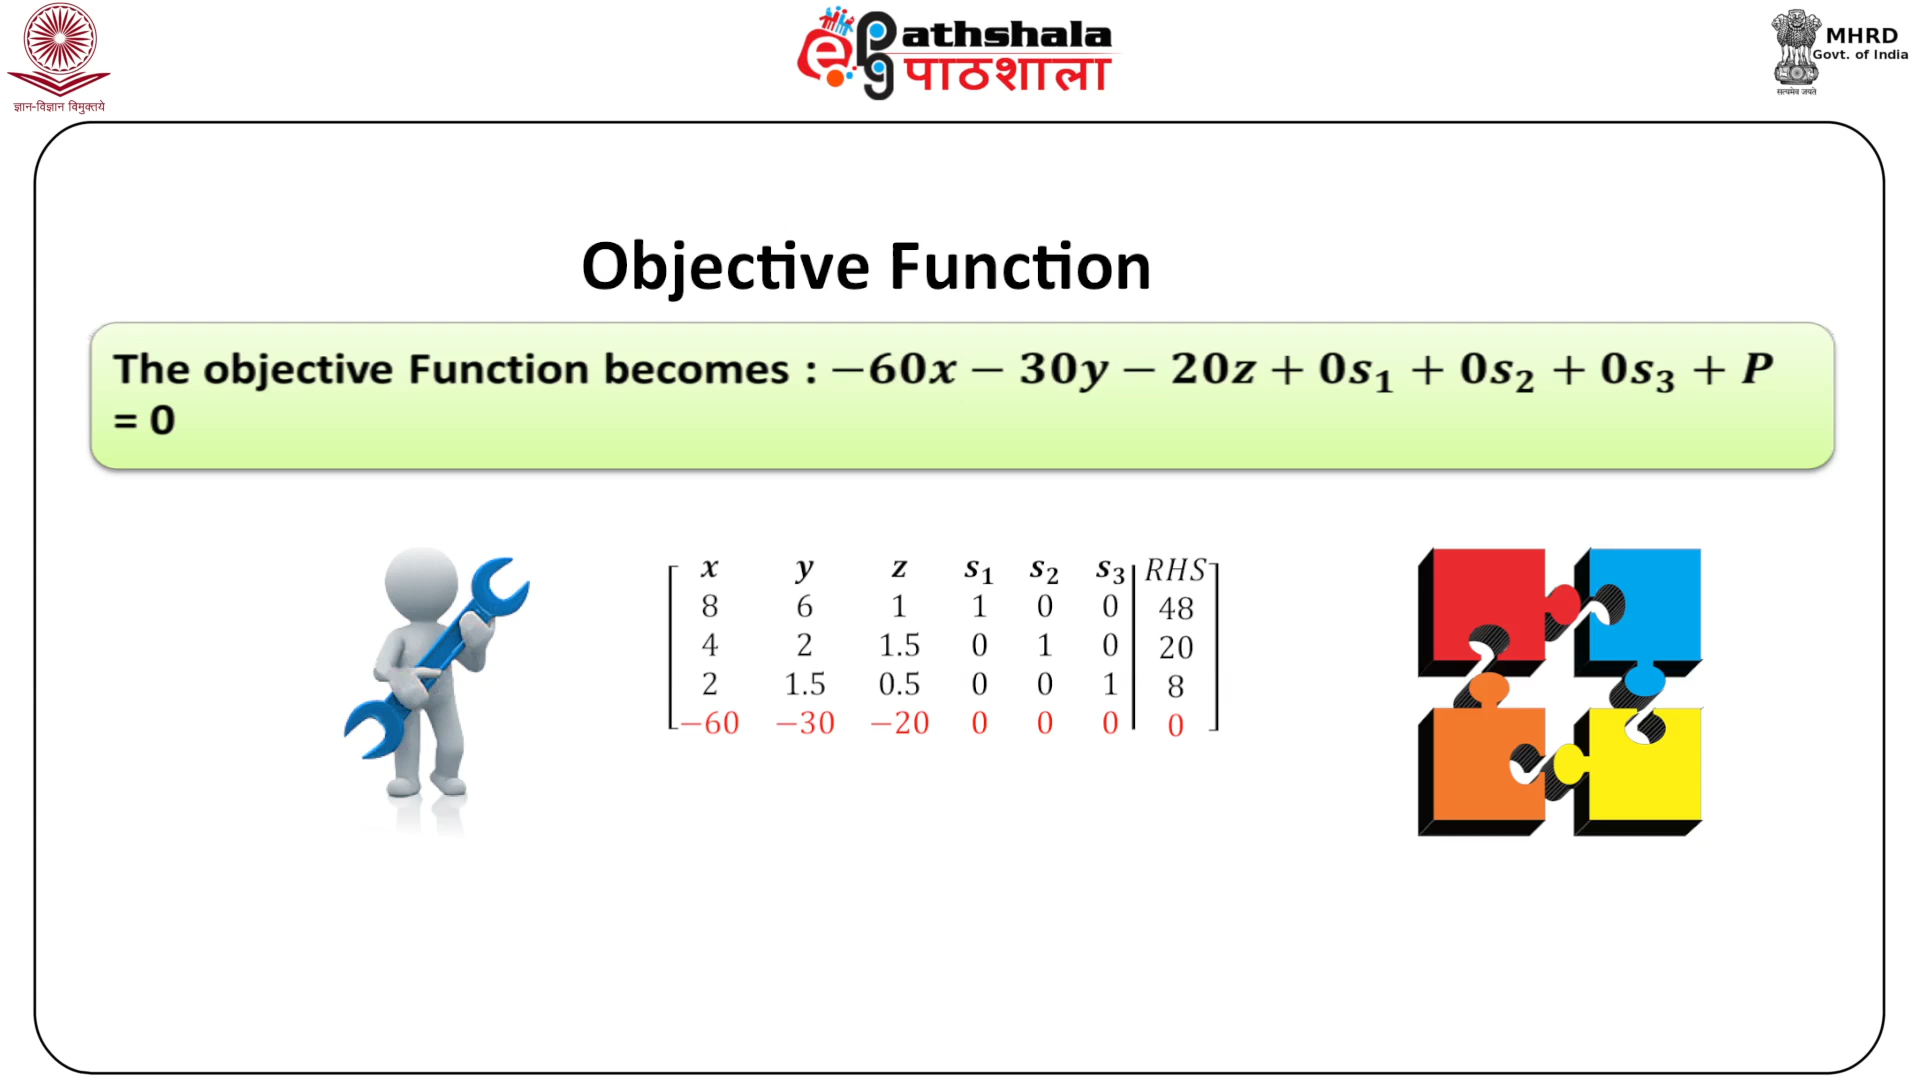 ज्ञान-विज्ञान विमुक्तये
ePg Pathshala
पाठशाला
MHRD
Govt. of India
सत्यमेव जयते
Objective Function
The objective Function becomes : −60x − 30y − 20z + 0s₁ + 0s₂ + 0s₃ + P
= 0
x y z s₁ s₂ s₃ RHS
8 6 1 1 0 0 48
4 2 1.5 0 1 0 20
2 1.5 0.5 0 0 1 8
−60 −30 −20 0 0 0 0